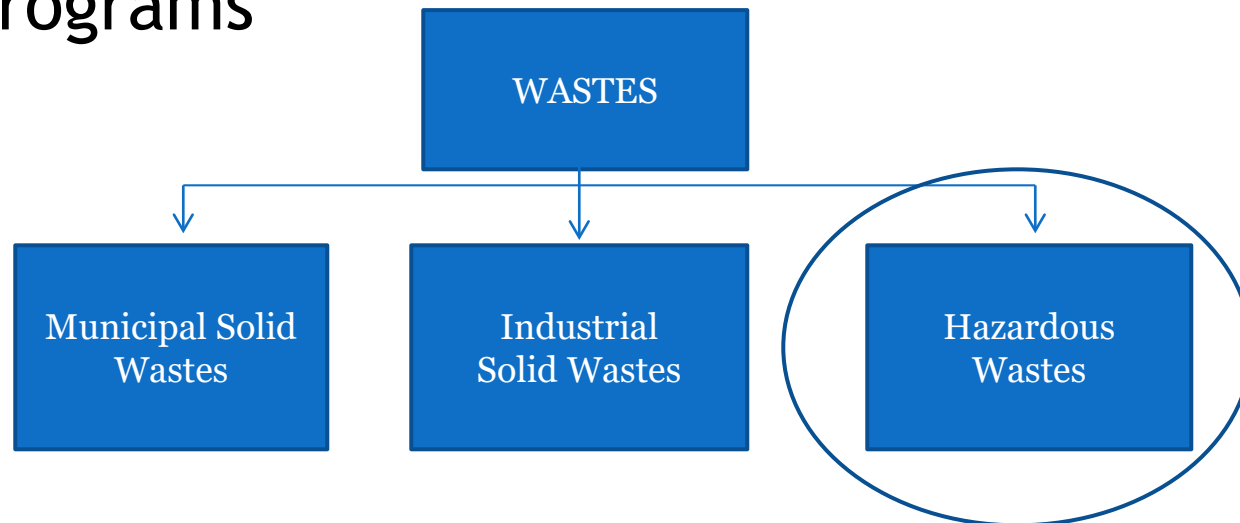 rograms
WASTES
Municipal Solid
Wastes
Industrial
Solid Wastes
Hazardous
Wastes